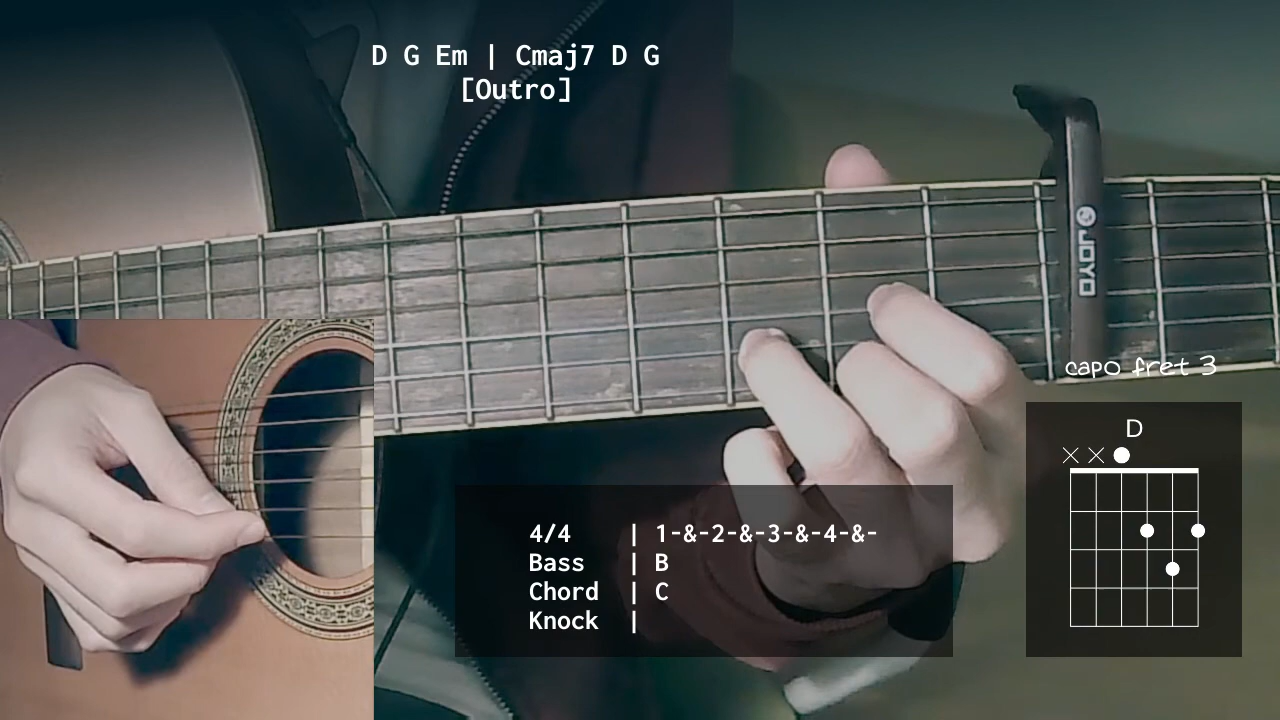 D G Em | Cmaj7 D G
[Outro]
JOYO
capo fret 3
D
4/4 | 1-&-2-&-3-&-4-&-
Bass | B
Chord | C
Knock |